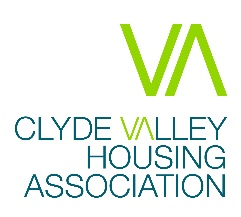 VA
CLYDE VALLEY
HOUSING
ASSOCIATION